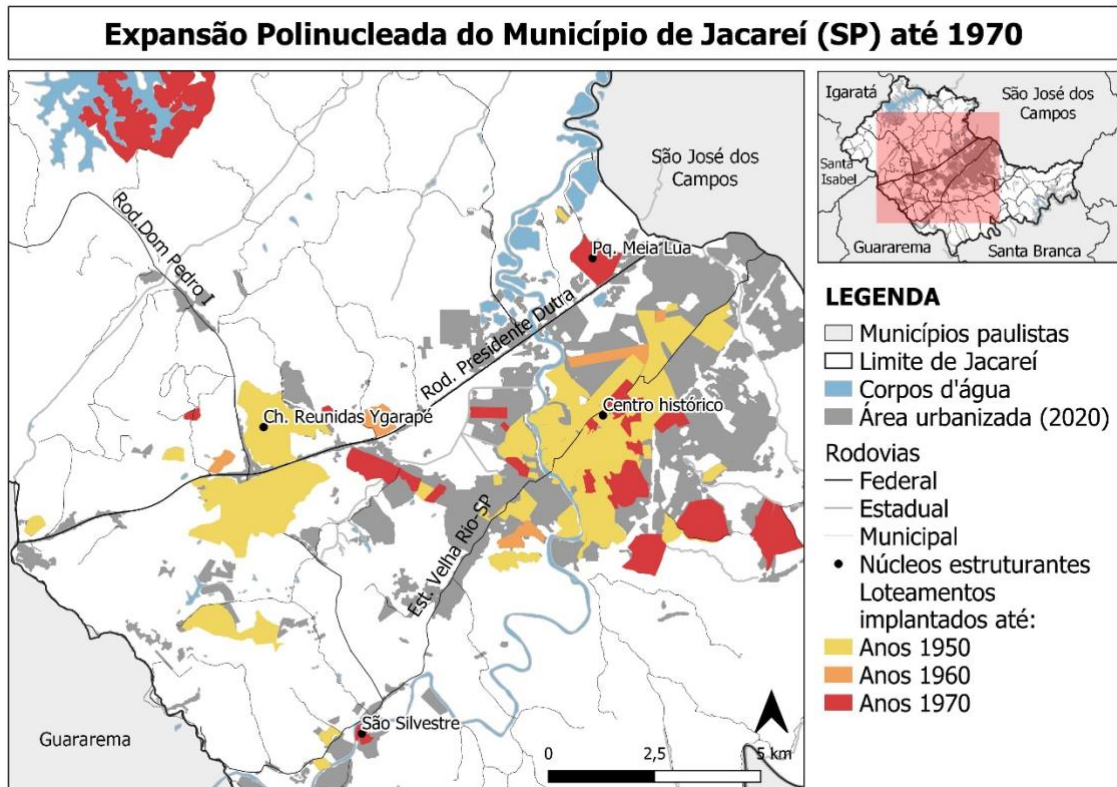 Expansão Polinucleada do Município de Jacareí (SP) até 1970
Rod.Dom Pedro I
São José dos
Campos
Pq. Meia Lua
Rod. Presidente Dutra
Ch. Reunidas Ygarapé
Centro histórico
Est. Velha Rio-SP
São Silvestre
Guararema
0
2,5
5 km
Igaratá
São José dos
Campos
Santa
Isabel
Guararema
Santa Branca
LEGENDA
Municípios paulistas
Limite de Jacareí
Corpos d'água
Área urbanizada (2020)
Rodovias
Federal
Estadual
Municipal
Núcleos estruturantes
Loteamentos
implantados até:
Anos 1950
Anos 1960
Anos 1970